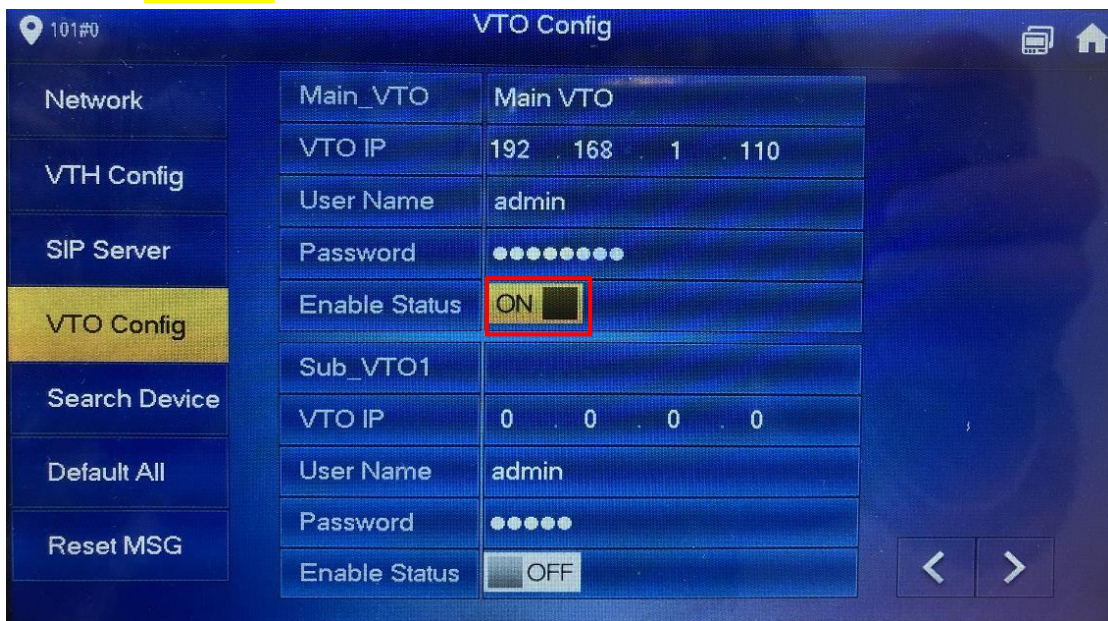 101#0
VTO Config
Network
VTH Config
SIP Server
VTO Config
Search Device
Default All
Reset MSG
Main_VTO Main VTO
VTO IP 192 . 168 . 1 . 110
User Name admin
Password ●●●●●●●●
Enable Status ON
Sub_VTO1
VTO IP 0 . 0 . 0 . 0
User Name admin
Password ●●●●●
Enable Status OFF
< >